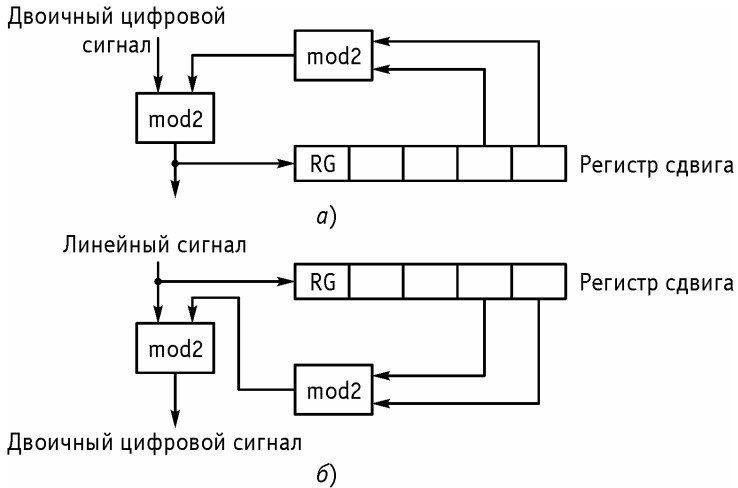 Двоичный цифровой
сигнал
mod2
mod2
RG
Регистр сдвига
а)
Линейный сигнал
RG
Регистр сдвига
mod2
mod2
Двоичный цифровой сигнал
б)